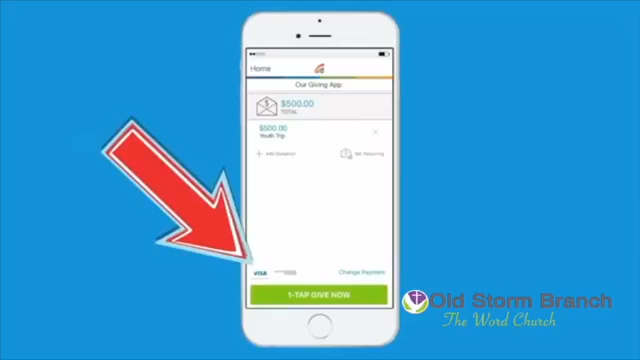 Home
Our Giving App
$500.00
TOTAL
$500.00
Youth Trip
Add Donation
Set Recurring
VISA
Change Payment
1-TAP GIVE NOW
Old Storm Branch
The Word Church